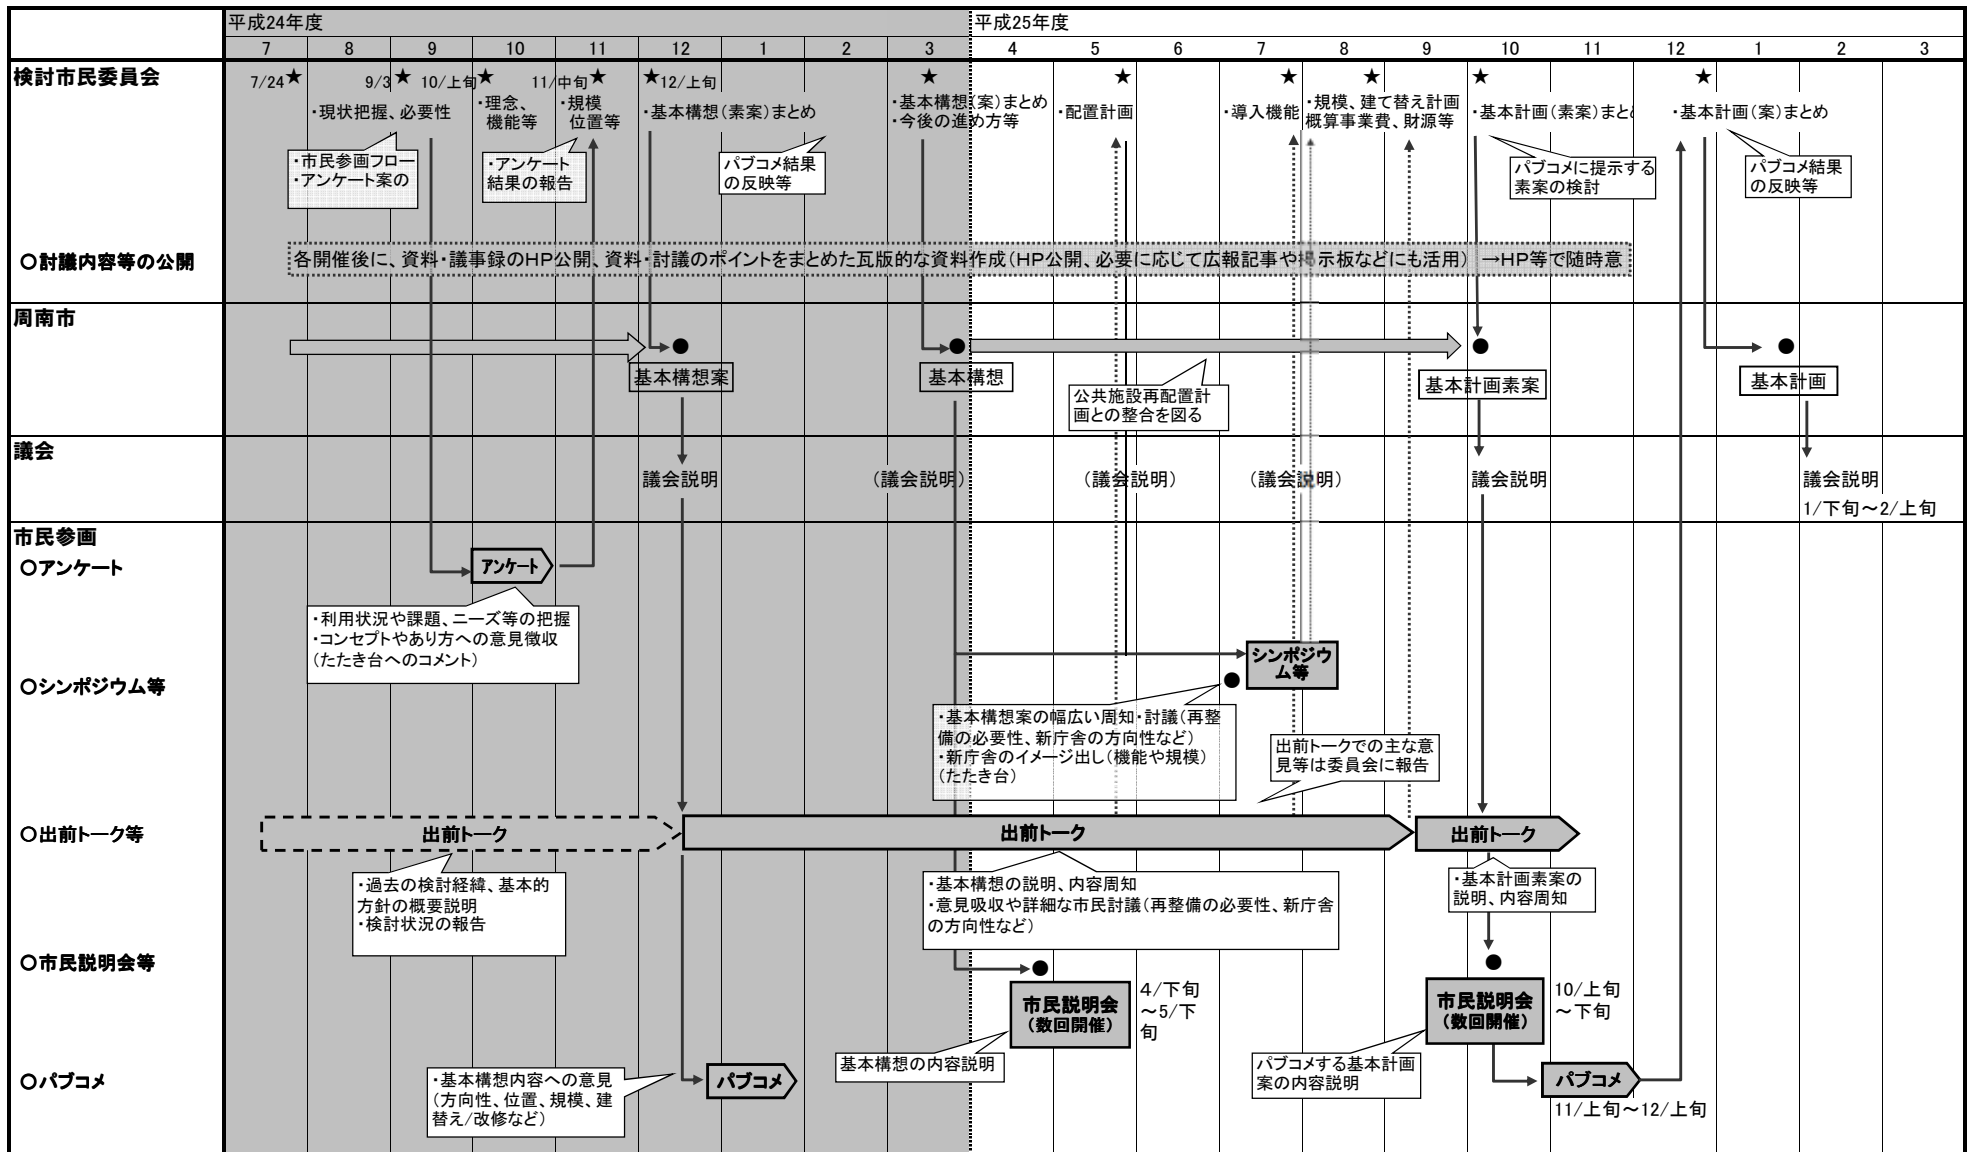 平成24年度
平成25年度
7 8 9 10 11 12 1 2 3 4 5 6 7 8 9 10 11 12 1 2 3
検討市民委員会
7/24★ 9/3★ 10/上旬★ 11/中旬★ ★12/上旬 ★ ★ ★ ★ ★ ★
・現状把握、必要性
・理念、
機能等
・規模
位置等
・基本構想(素案)まとめ
・基本構想(案)まとめ
・今後の進め方等
・配置計画
・導入機能
・規模、建て替え計画
概算事業費、財源等
・基本計画(素案)まと
・基本計画(案)まとめ
・市民参画フロー
・アンケート案の
・アンケート
結果の報告
パブコメ結果
の反映等
パブコメに提示する
素案の検討
パブコメ結果
の反映等
○討議内容等の公開
各開催後に、資料・議事録のHP公開、資料・討議のポイントをまとめた瓦版的な資料作成(HP公開、必要に応じて広報記事や掲示板などにも活用) →HP等で随時意
周南市
基本構想案
基本構想
公共施設再配置計
画との整合を図る
基本計画素案
基本計画
議会
議会説明
(議会説明)
(議会説明)
(議会説明)
議会説明
議会説明
1/下旬～2/上旬
市民参画
○アンケート
アンケート
・利用状況や課題、ニーズ等の把握
・コンセプトやあり方への意見徴収
(たたき台へのコメント)
○シンポジウム等
シンポジウ
ム等
・基本構想案の幅広い周知・討議(再整
備の必要性、新庁舎の方向性など)
・新庁舎のイメージ出し(機能や規模)
(たたき台)
出前トークでの主な意
見等は委員会に報告
○出前トーク等
出前トーク
出前トーク
出前トーク
・過去の検討経緯、基本的
方針の概要説明
・検討状況の報告
・基本構想の説明、内容周知
・意見吸収や詳細な市民討議(再整備の必要性、新庁舎
の方向性など)
・基本計画素案の
説明、内容周知
○市民説明会等
市民説明会
(数回開催)
4/下旬
～5/下
旬
基本構想の内容説明
市民説明会
(数回開催)
10/上旬
～下旬
パブコメする基本計画
案の内容説明
○パブコメ
・基本構想内容への意見
(方向性、位置、規模、建
替え/改修など)
パブコメ
パブコメ
11/上旬～12/上旬